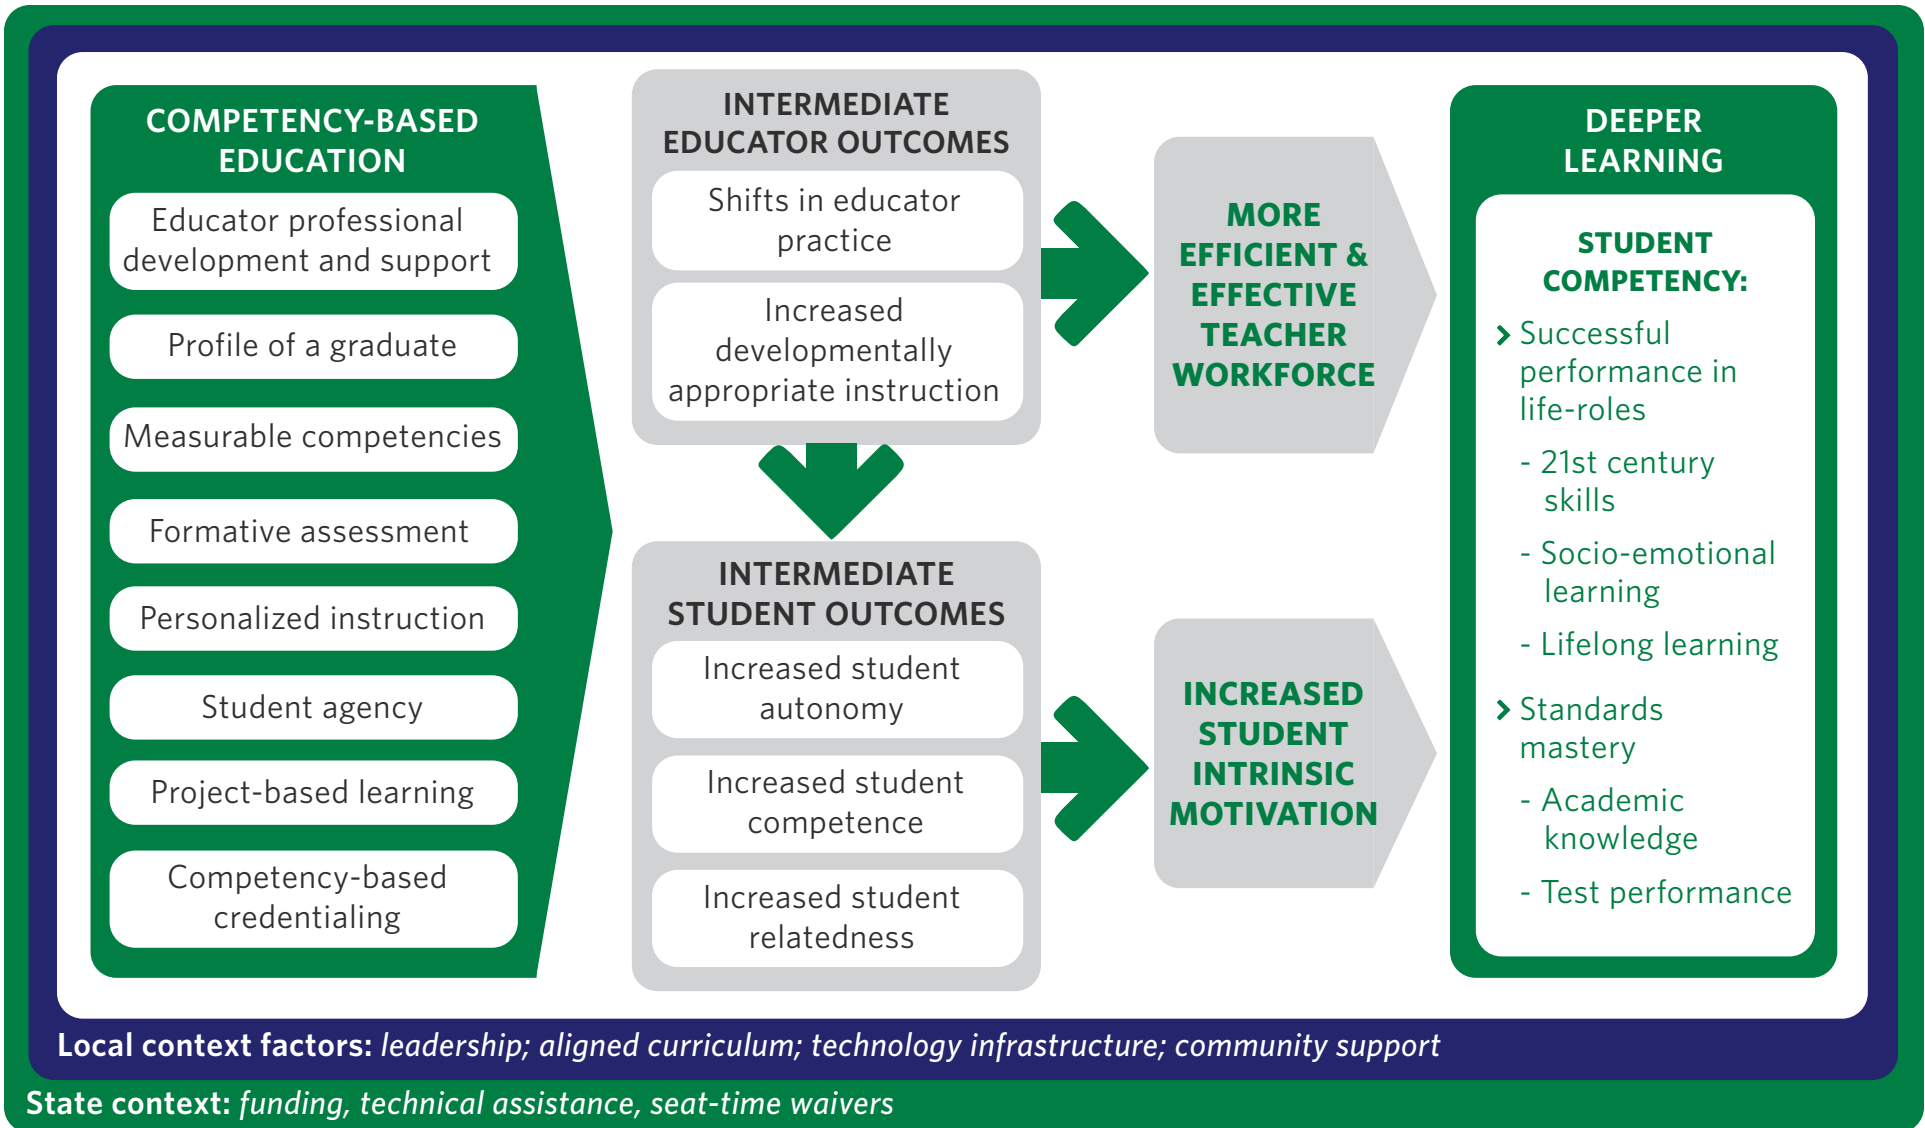 COMPETENCY-BASED
EDUCATION
Educator professional
development and support
Profile of a graduate
Measurable competencies
Formative assessment
Personalized instruction
Student agency
Project-based learning
Competency-based
credentialing
INTERMEDIATE
EDUCATOR OUTCOMES
Shifts in educator
practice
Increased
developmentally
appropriate instruction
INTERMEDIATE
STUDENT OUTCOMES
Increased student
autonomy
Increased student
competence
Increased student
relatedness
MORE
EFFICIENT &
EFFECTIVE
TEACHER
WORKFORCE
INCREASED
STUDENT
INTRINSIC
MOTIVATION
DEEPER
LEARNING
STUDENT
COMPETENCY:
Successful
performance in
life-roles
- 21st century
skills
- Socio-emotional
learning
- Lifelong learning
Standards
mastery
- Academic
knowledge
- Test performance
Local context factors: leadership; aligned curriculum; technology infrastructure; community support
State context: funding, technical assistance, seat-time waivers